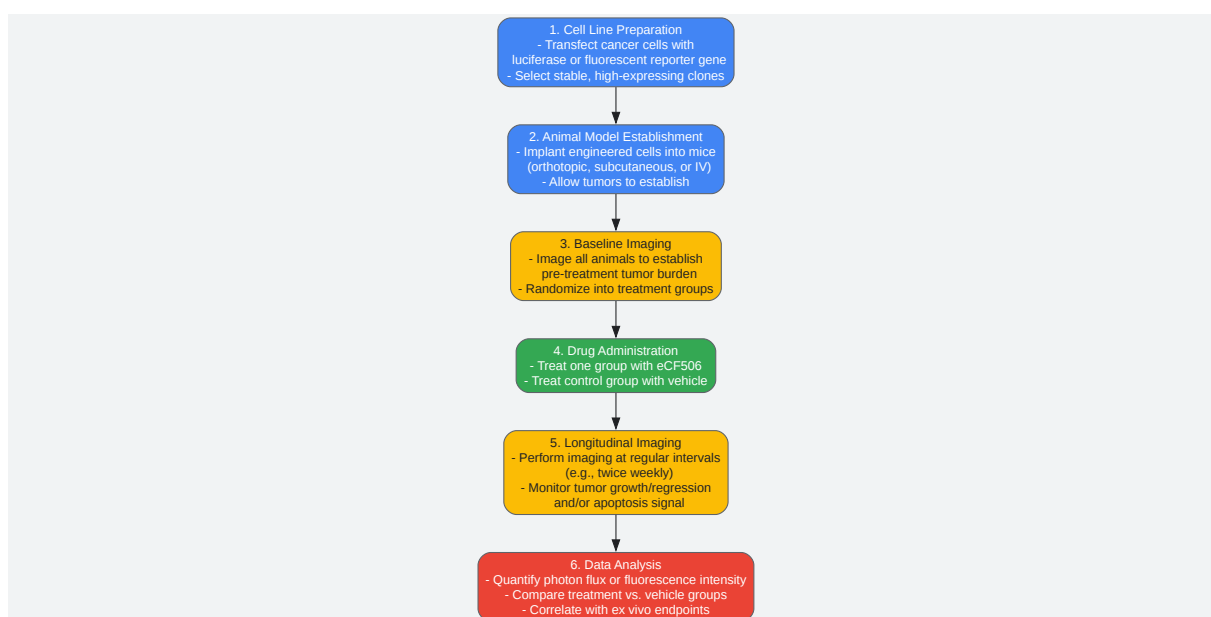 1. Cell Line Preparation
- Transfect cancer cells with
luciferase or fluorescent reporter gene
- Select stable, high-expressing clones
2. Animal Model Establishment
- Implant engineered cells into mice
(orthotopic, subcutaneous, or IV)
- Allow tumors to establish
3. Baseline Imaging
- Image all animals to establish
pre-treatment tumor burden
- Randomize into treatment groups
4. Drug Administration
- Treat one group with eCF506
- Treat control group with vehicle
5. Longitudinal Imaging
- Perform imaging at regular intervals
(e.g., twice weekly)
- Monitor tumor growth/regression
and/or apoptosis signal
6. Data Analysis
- Quantify photon flux or fluorescence intensity
- Compare treatment vs. vehicle groups
- Correlate with ex vivo endpoints